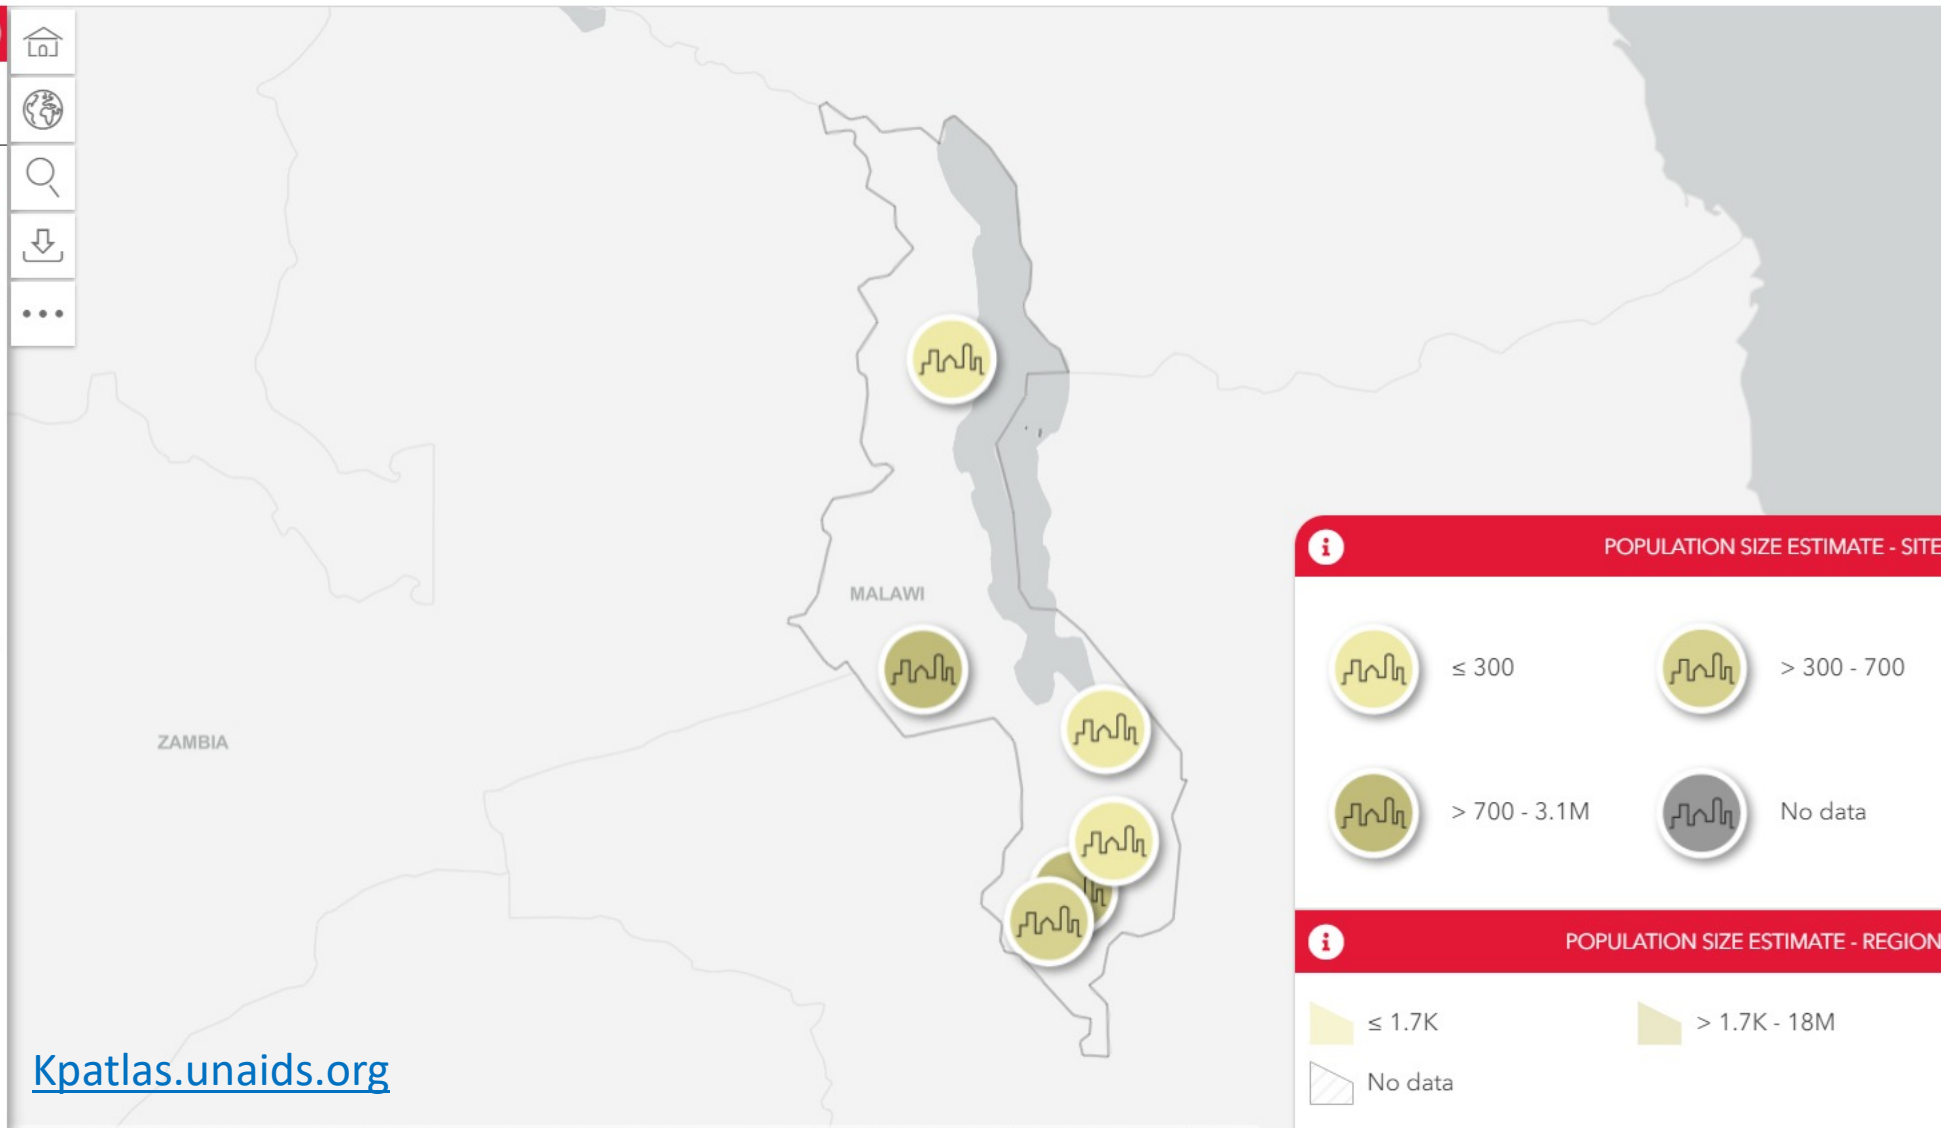 MALAWI
ZAMBIA
POPULATION SIZE ESTIMATE - SITE
≤ 300
> 300 - 700
> 700 - 3.1M
No data
POPULATION SIZE ESTIMATE - REGION
≤ 1.7K
> 1.7K - 18M
No data
Kpatlas.unaids.org